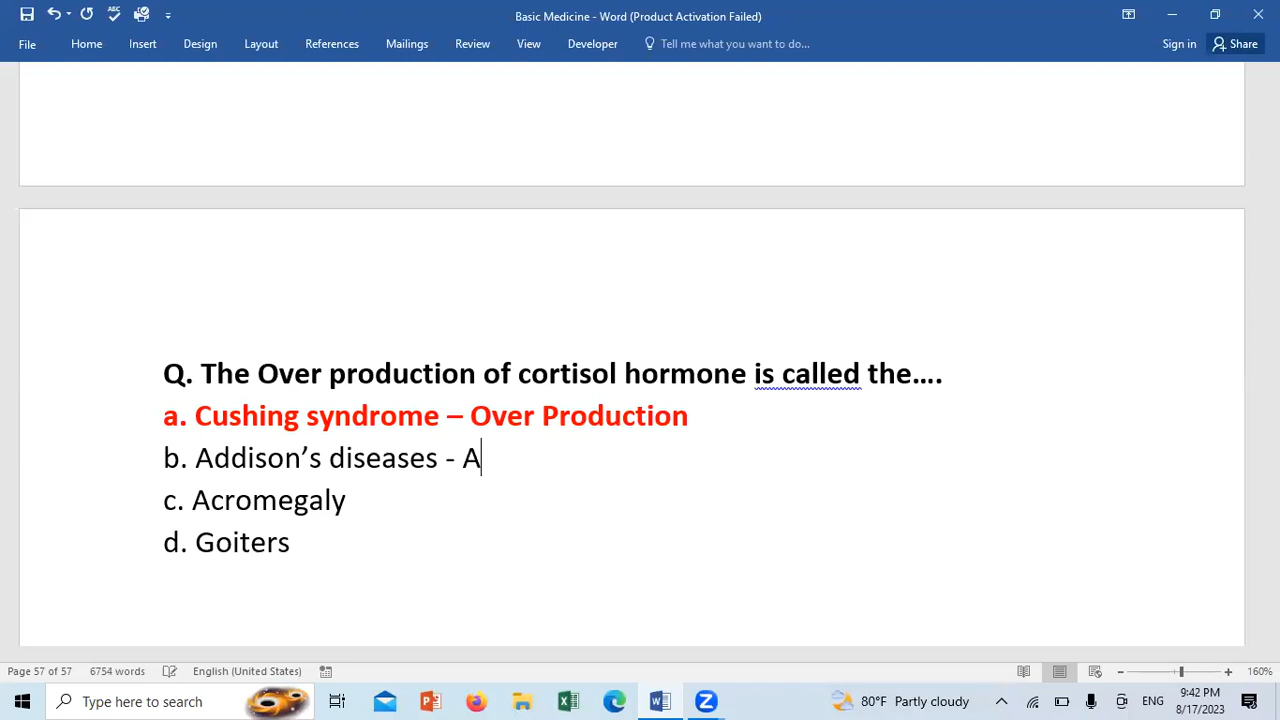 Basic Medicine - Word (Product Activation Failed)
File Home Insert Design Layout References Mailings Review View Developer Tell me what you want to do... Sign in Share
Q. The Over production of cortisol hormone is called the….
a. Cushing syndrome – Over Production
b. Addison’s diseases - A
c. Acromegaly
d. Goiters
Page 57 of 57 6754 words English (United States) 160%
Type here to search 80°F Partly cloudy ENG 9:42 PM
8/17/2023